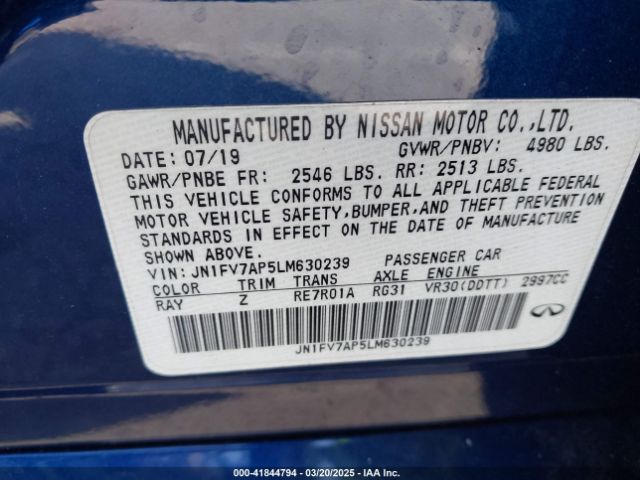 MANUFACTURED BY NISSAN MOTOR CO.,LTD.
DATE: 07/19 GVWR/PNBV: 4980 LBS.
GAWR/PNBE FR: 2546 LBS. RR: 2513 LBS.
THIS VEHICLE CONFORMS TO ALL APPLICABLE FEDERAL
MOTOR VEHICLE SAFETY,BUMPER,AND THEFT PREVENTION
STANDARDS IN EFFECT ON THE DATE OF MANUFACTURE
SHOWN ABOVE.
VIN: JN1FV7AP5LM630239 PASSENGER CAR
COLOR TRIM TRANS AXLE ENGINE
RAY Z RE7R01A RG31 VR30(DDTT) 2997CC
JN1FV7AP5LM630239
000-41844794 — 03/20/2025 — IAA Inc.